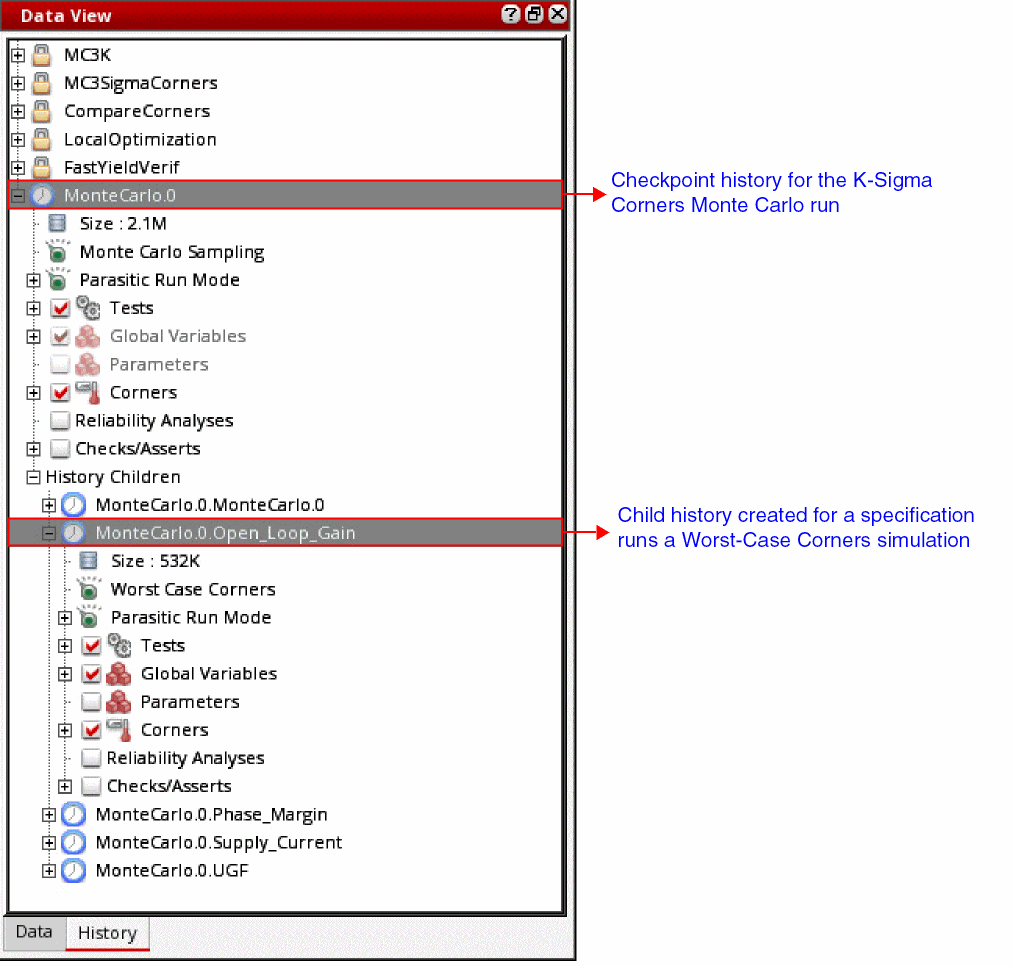 Data View
MC3K
MC3SigmaCorners
CompareCorners
LocalOptimization
FastYieldVerif
MonteCarlo.0
Checkpoint history for the K-Sigma
Corners Monte Carlo run
Size : 2.1M
Monte Carlo Sampling
Parasitic Run Mode
Tests
Global Variables
Parameters
Corners
Reliability Analyses
Checks/Asserts
History Children
MonteCarlo.0.MonteCarlo.0
MonteCarlo.0.Open_Loop_Gain
Child history created for a specification
runs a Worst-Case Corners simulation
Size : 532K
Worst Case Corners
Parasitic Run Mode
Tests
Global Variables
Parameters
Corners
Reliability Analyses
Checks/Asserts
MonteCarlo.0.Phase_Margin
MonteCarlo.0.Supply_Current
MonteCarlo.0.UGF
Data History